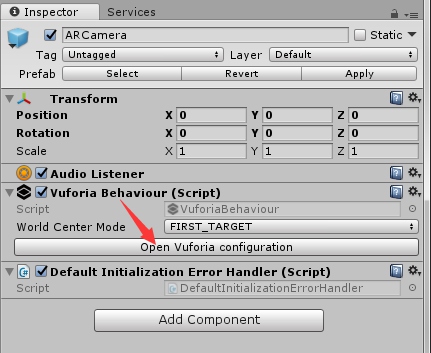 Inspector Services
ARCamera Static
Tag Untagged Layer Default
Prefab Select Revert Apply
Transform
Position X 0 Y 0 Z 0
Rotation X 0 Y 0 Z 0
Scale X 1 Y 1 Z 1
Audio Listener
Vuforia Behaviour (Script)
Script VuforiaBehaviour
World Center Mode FIRST_TARGET
Open Vuforia configuration
Default Initialization Error Handler (Script)
Script DefaultInitializationErrorHandler
Add Component